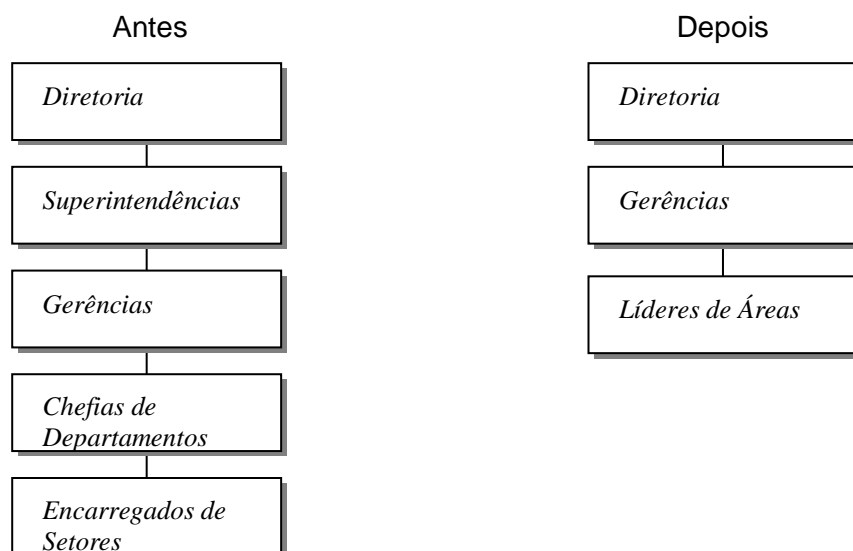 Antes
Diretoria
Superintendências
Gerências
Chefias de
Departamentos
Encarregados de
Setores
Depois
Diretoria
Gerências
Líderes de Áreas